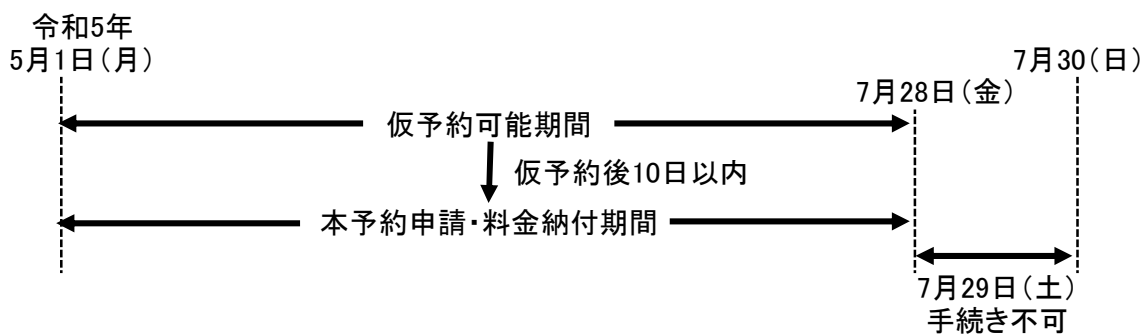 令和5年
5月1日（月）
7月30（日）
7月28日（金）
仮予約可能期間
仮予約後10日以内
本予約申請・料金納付期間
7月29日（土）
手続き不可